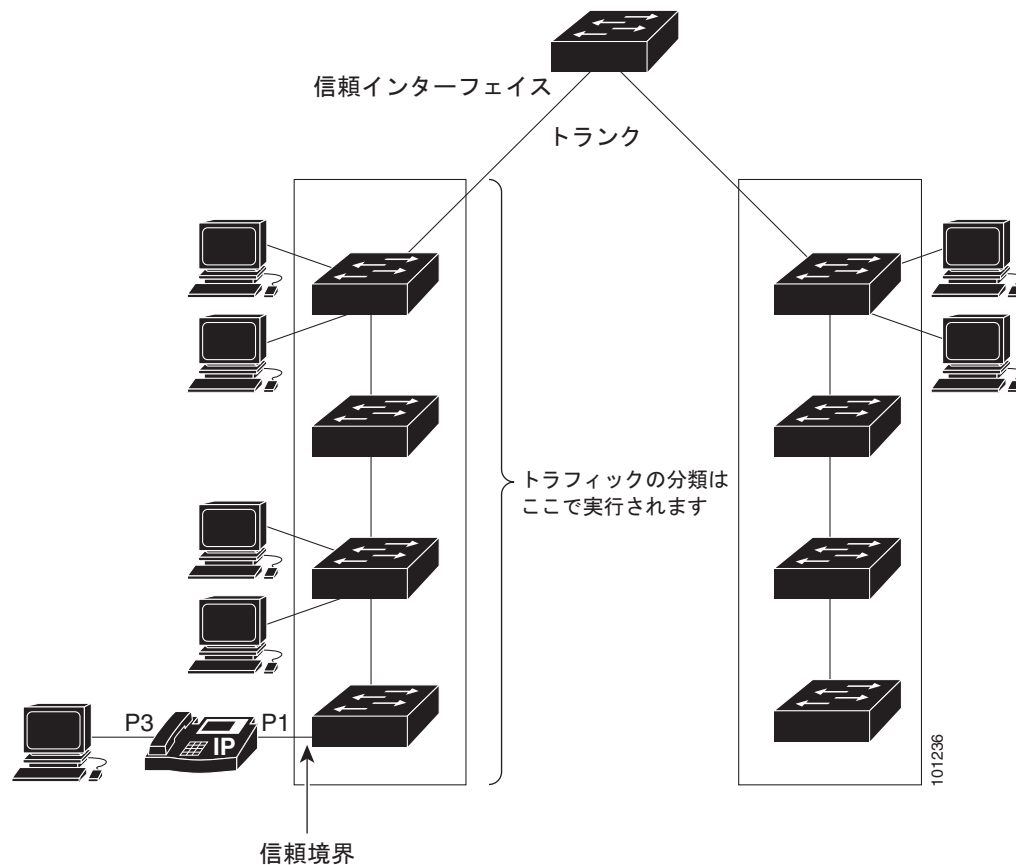 信頼インターフェイス
トランク
トラフィックの分類は
ここで実行されます
P3
IP
P1
101236
信頼境界